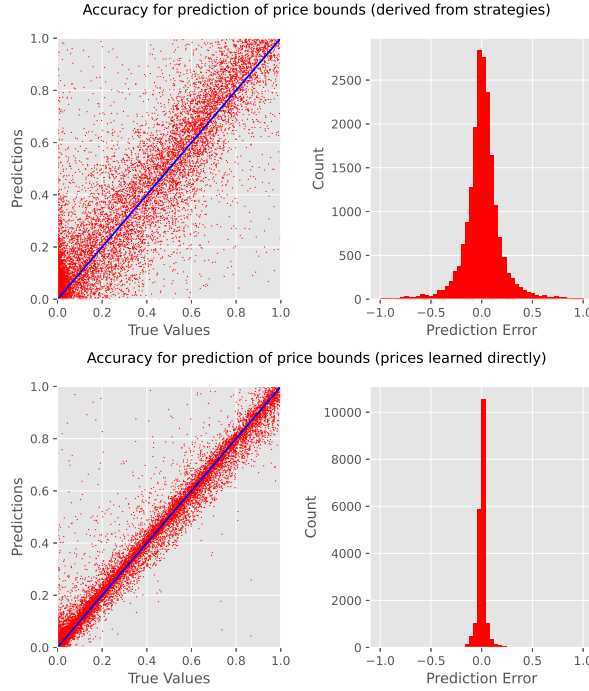 Accuracy for prediction of price bounds (derived from strategies)
1.0
0.8
0.6
0.4
0.2
0.0
Predictions
0.0 0.2 0.4 0.6 0.8 1.0
True Values
2500
2000
1500
1000
500
0
Count
−1.0 −0.5 0.0 0.5 1.0
Prediction Error
Accuracy for prediction of price bounds (prices learned directly)
1.0
0.8
0.6
0.4
0.2
0.0
Predictions
0.0 0.2 0.4 0.6 0.8 1.0
True Values
10000
8000
6000
4000
2000
0
Count
−1.0 −0.5 0.0 0.5 1.0
Prediction Error